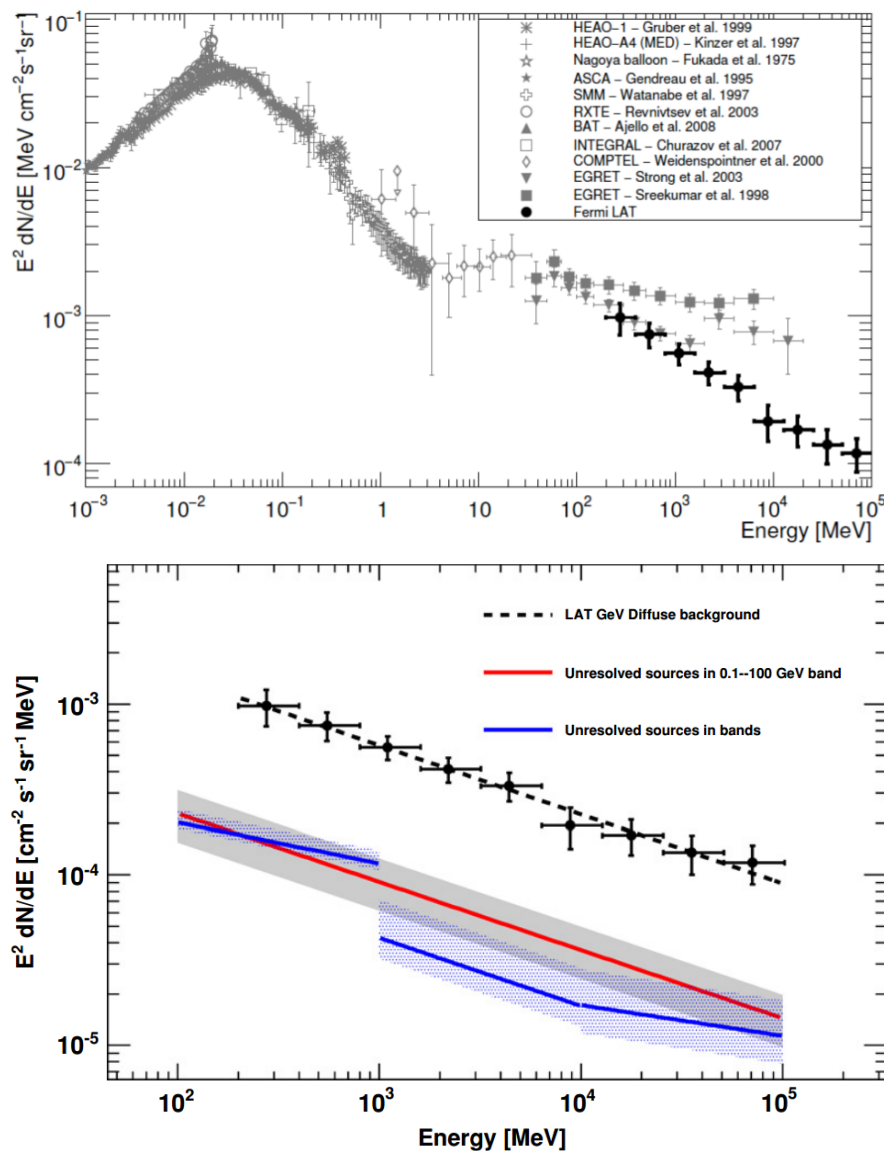 10⁻¹
10⁻²
10⁻³
10⁻⁴
E² dN/dE [MeV cm⁻²s⁻¹sr⁻¹]
HEAO-1 – Gruber et al. 1999
HEAO-A4 (MED) – Kinzer et al. 1997
Nagoya balloon – Fukada et al. 1975
ASCA – Gendreau et al. 1995
SMM – Watanabe et al. 1997
RXTE – Revnivtsev et al. 2003
BAT – Ajello et al. 2008
INTEGRAL – Churazov et al. 2007
COMPTEL – Weidenspointner et al. 2000
EGRET – Strong et al. 2003
EGRET – Sreekumar et al. 1998
Fermi LAT
10⁻³ 10⁻² 10⁻¹ 1 10 10² 10³ 10⁴ 10⁵
Energy [MeV]
LAT GeV Diffuse background
Unresolved sources in 0.1--100 GeV band
Unresolved sources in bands
10⁻³
10⁻⁴
10⁻⁵
E² dN/dE [cm⁻² s⁻¹ sr⁻¹ MeV]
10² 10³ 10⁴ 10⁵
Energy [MeV]